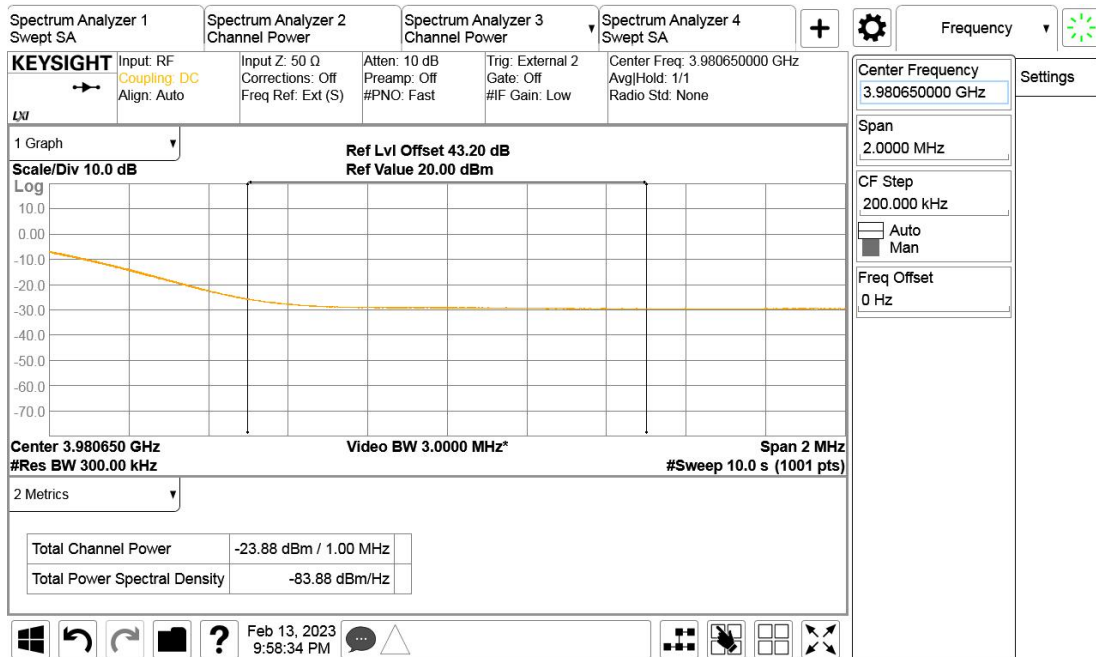 Spectrum Analyzer 1
Swept SA
Spectrum Analyzer 2
Channel Power
Spectrum Analyzer 3
Channel Power
Spectrum Analyzer 4
Swept SA
Frequency
KEYSIGHT
LXI
Input: RF
Coupling: DC
Align: Auto
Input Z: 50 Ω
Corrections: Off
Freq Ref: Ext (S)
Atten: 10 dB
Preamp: Off
#PNO: Fast
Trig: External 2
Gate: Off
#IF Gain: Low
Center Freq: 3.980650000 GHz
Avg|Hold: 1/1
Radio Std: None
Center Frequency
3.980650000 GHz
Settings
Span
2.0000 MHz
CF Step
200.000 kHz
Auto
Man
Freq Offset
0 Hz
1 Graph
Ref Lvl Offset 43.20 dB
Scale/Div 10.0 dB
Ref Value 20.00 dBm
Log
10.0
0.00
-10.0
-20.0
-30.0
-40.0
-50.0
-60.0
-70.0
Center 3.980650 GHz
Video BW 3.0000 MHz*
Span 2 MHz
#Res BW 300.00 kHz
#Sweep 10.0 s (1001 pts)
2 Metrics
Total Channel Power
-23.88 dBm / 1.00 MHz
Total Power Spectral Density
-83.88 dBm/Hz
?
Feb 13, 2023
9:58:34 PM